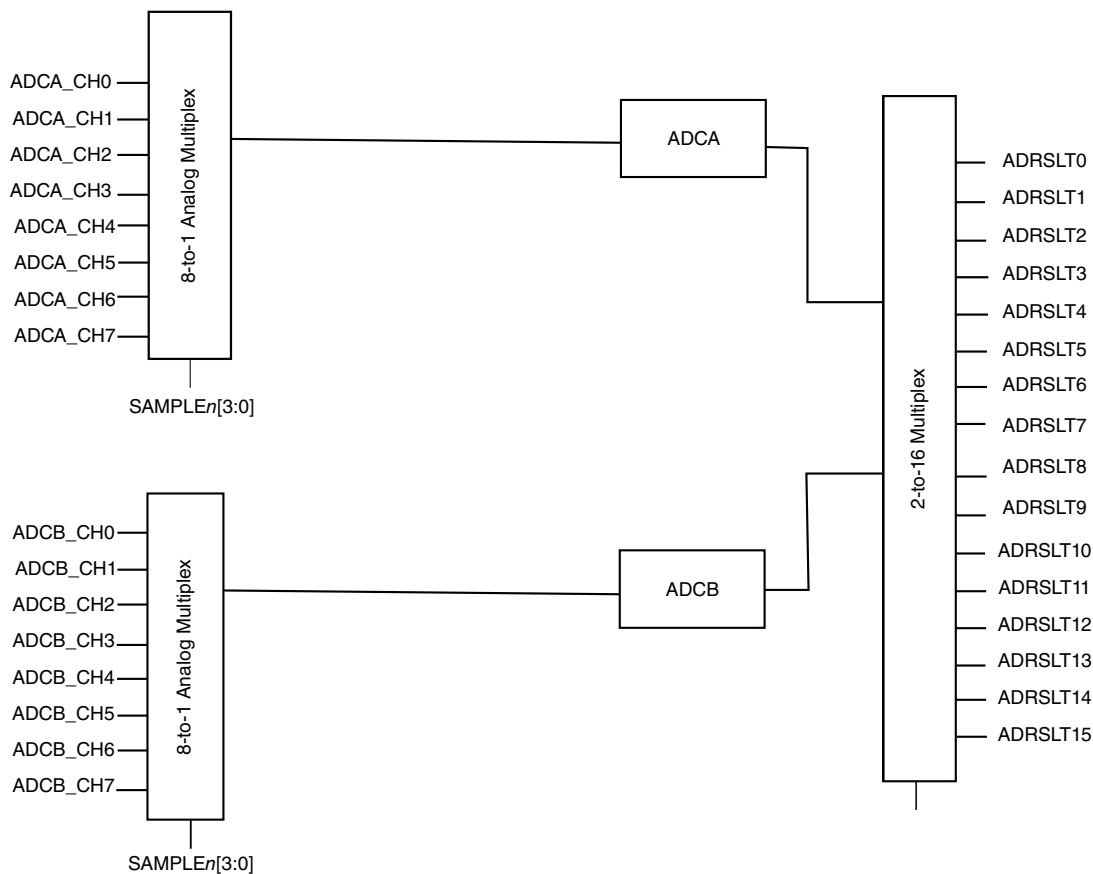 ADCA_CH0
ADCA_CH1
ADCA_CH2
ADCA_CH3
ADCA_CH4
ADCA_CH5
ADCA_CH6
ADCA_CH7
8-to-1 Analog Multiplex
SAMPLEn[3:0]
ADCA
ADCB_CH0
ADCB_CH1
ADCB_CH2
ADCB_CH3
ADCB_CH4
ADCB_CH5
ADCB_CH6
ADCB_CH7
8-to-1 Analog Multiplex
SAMPLEn[3:0]
ADCB
2-to-16 Multiplex
ADRSLT0
ADRSLT1
ADRSLT2
ADRSLT3
ADRSLT4
ADRSLT5
ADRSLT6
ADRSLT7
ADRSLT8
ADRSLT9
ADRSLT10
ADRSLT11
ADRSLT12
ADRSLT13
ADRSLT14
ADRSLT15